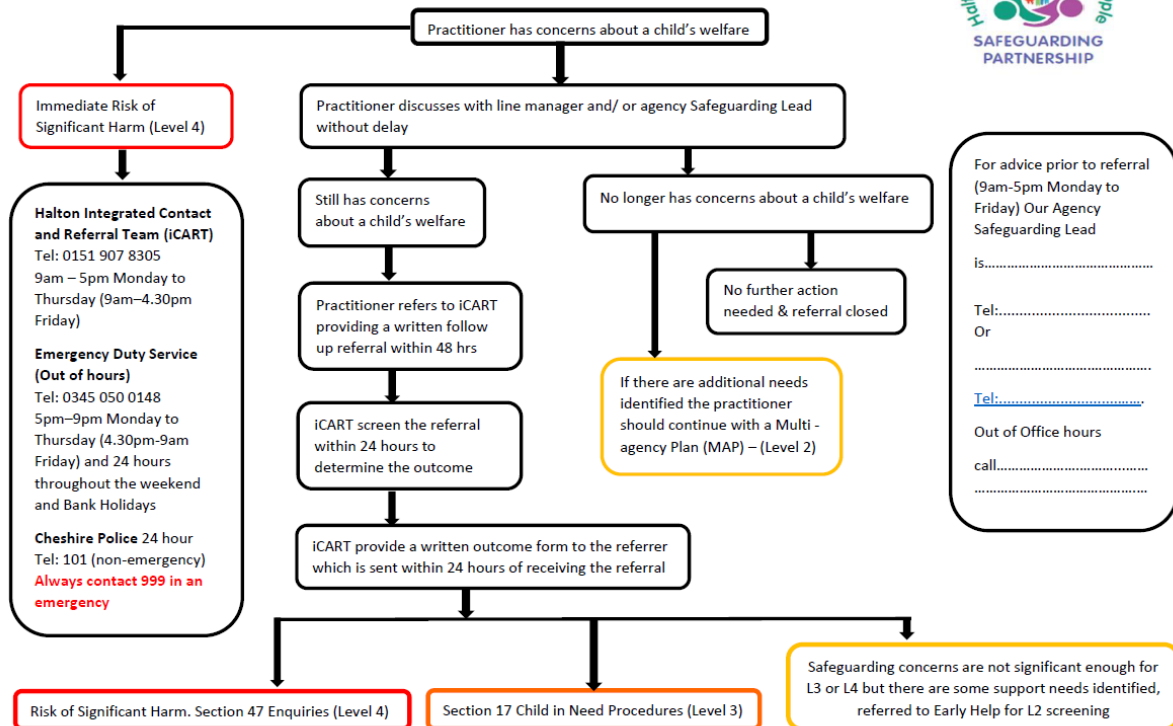 Practitioner has concerns about a child's welfare
SAFEGUARDING
PARTNERSHIP
Immediate Risk of
Significant Harm (Level 4)
Practitioner discusses with line manager and/ or agency Safeguarding Lead
without delay
Halton Integrated Contact
and Referral Team (iCART)
Tel: 0151 907 8305
9am – 5pm Monday to
Thursday (9am–4.30pm
Friday)
Emergency Duty Service
(Out of hours)
Tel: 0345 050 0148
5pm–9pm Monday to
Thursday (4.30pm-9am
Friday) and 24 hours
throughout the weekend
and Bank Holidays
Cheshire Police 24 hour
Tel: 101 (non-emergency)
Always contact 999 in an
emergency
Still has concerns
about a child's welfare
No longer has concerns about a child's welfare
Practitioner refers to iCART
providing a written follow
up referral within 48 hrs
No further action
needed & referral closed
iCART screen the referral
within 24 hours to
determine the outcome
If there are additional needs
identified the practitioner
should continue with a Multi -
agency Plan (MAP) – (Level 2)
iCART provide a written outcome form to the referrer
which is sent within 24 hours of receiving the referral
For advice prior to referral
(9am-5pm Monday to
Friday) Our Agency
Safeguarding Lead
is……………………………………
Tel:..................................
Or
…………………………………….
Tel:……………………………….
Out of Office hours
call……………………………
…………………………………
Risk of Significant Harm. Section 47 Enquiries (Level 4)
Section 17 Child in Need Procedures (Level 3)
Safeguarding concerns are not significant enough for
L3 or L4 but there are some support needs identified,
referred to Early Help for L2 screening